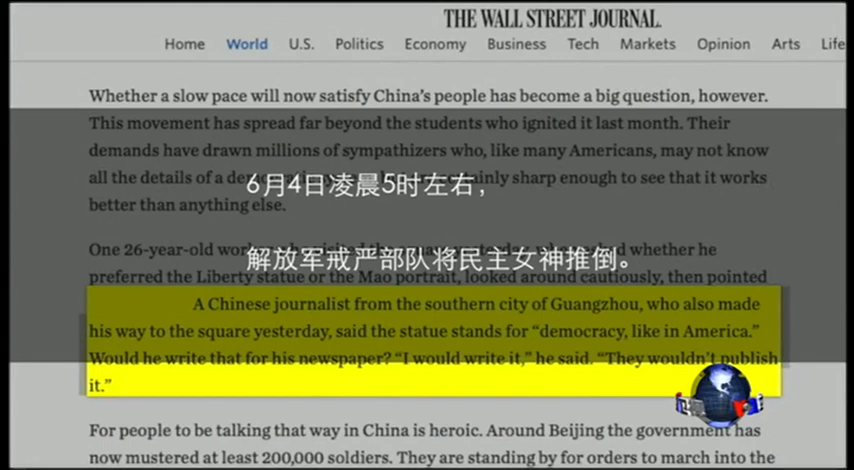 THE WALL STREET JOURNAL.
Home World U.S. Politics Economy Business Tech Markets Opinion Arts Life
Whether a slow pace will now satisfy China's people has become a big question, however.
This movement has spread far beyond the students who ignited it last month. Their
demands have drawn millions of sympathizers who, like many Americans, may not know
all the details of a sharp enough to see that it works
6月4日凌晨5时左右，
better than anything else.
One 26-year-old whether he
解放军戒严部队将民主女神推倒。
preferred the Liberty statue or the Mao portrait, looked around cautiously, then pointed
A Chinese journalist from the southern city of Guangzhou, who also made
his way to the square yesterday, said the statue stands for “democracy, like in America.”
Would he write that for his newspaper? “I would write it,” he said. “They wouldn't publish
it.”
For people to be talking that way in China is heroic. Around Beijing the government has
now mustered at least 200,000 soldiers. They are standing by for orders to march into the